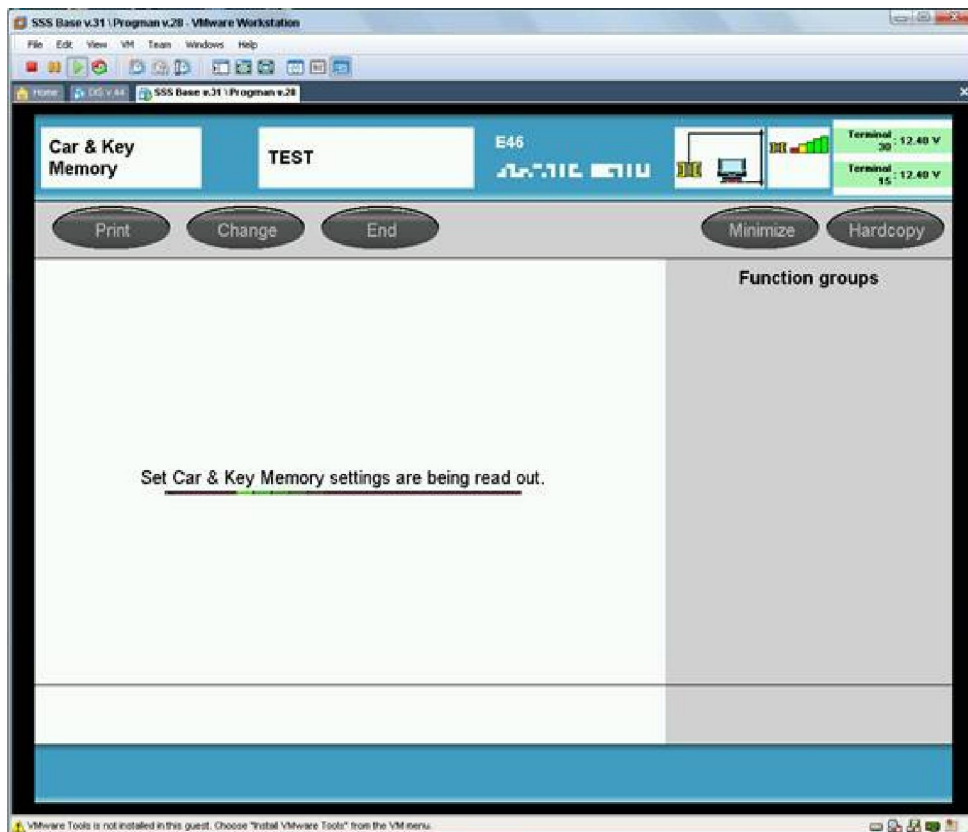 SSS Base v.31 \ Progman v.28 - VMware Workstation
File Edit View VM Team Windows Help
Home DIS v.44 SSS Base v.31 \ Progman v.28
Car & Key
Memory
TEST
E46
Terminal
30 : 12.40 V
Terminal
15 : 12.40 V
Print Change End Minimize Hardcopy
Function groups
Set Car & Key Memory settings are being read out.
VMware Tools is not installed in this guest. Choose "Install VMware Tools" from the VM menu.